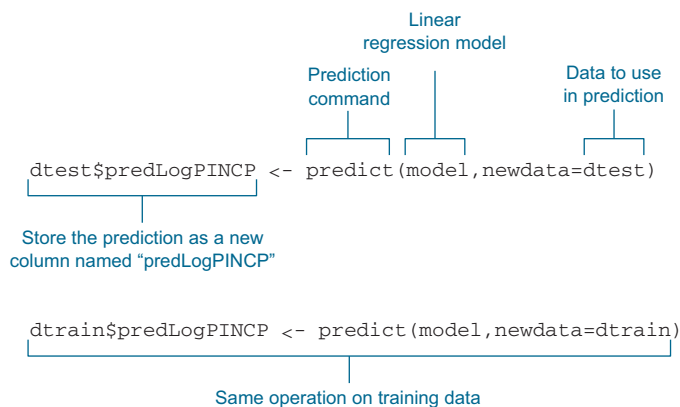 Linear
regression model
Prediction
command
Data to use
in prediction
dtest$predLogPINCP <- predict(model,newdata=dtest)
Store the prediction as a new
column named “predLogPINCP”
dtrain$predLogPINCP <- predict(model,newdata=dtrain)
Same operation on training data